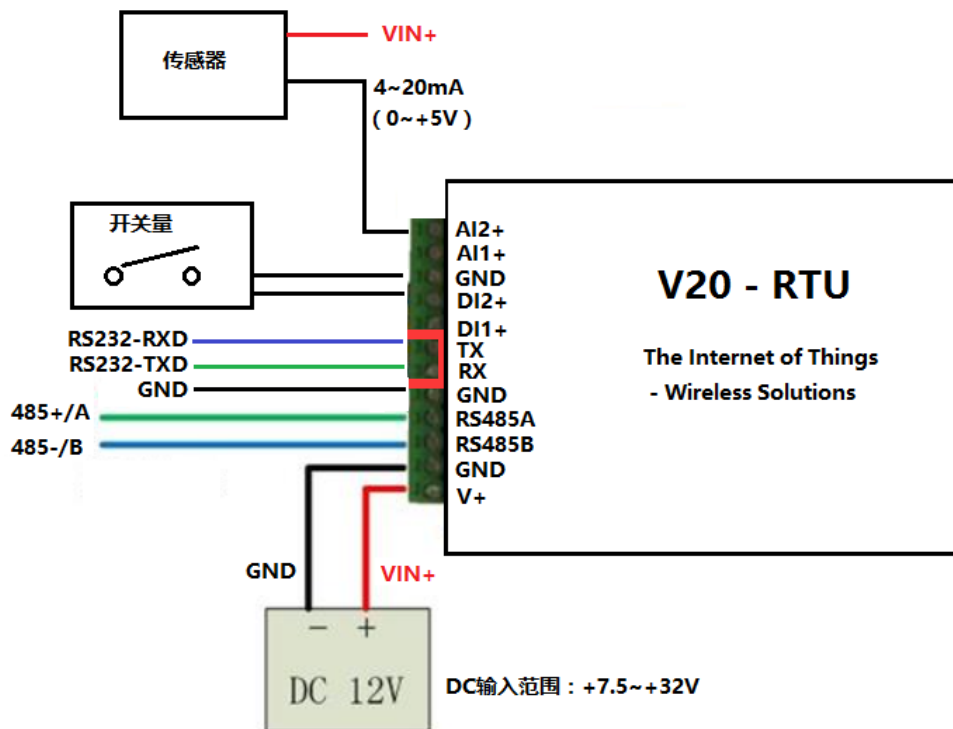 传感器
VIN+
4~20mA
（0~+5V）
开关量
AI2+
AI1+
GND
DI2+
DI1+
TX
RX
GND
RS485A
RS485B
GND
V+
V20 - RTU
The Internet of Things
- Wireless Solutions
RS232-RXD
RS232-TXD
GND
485+/A
485-/B
GND
VIN+
− +
DC 12V
DC输入范围：+7.5~+32V